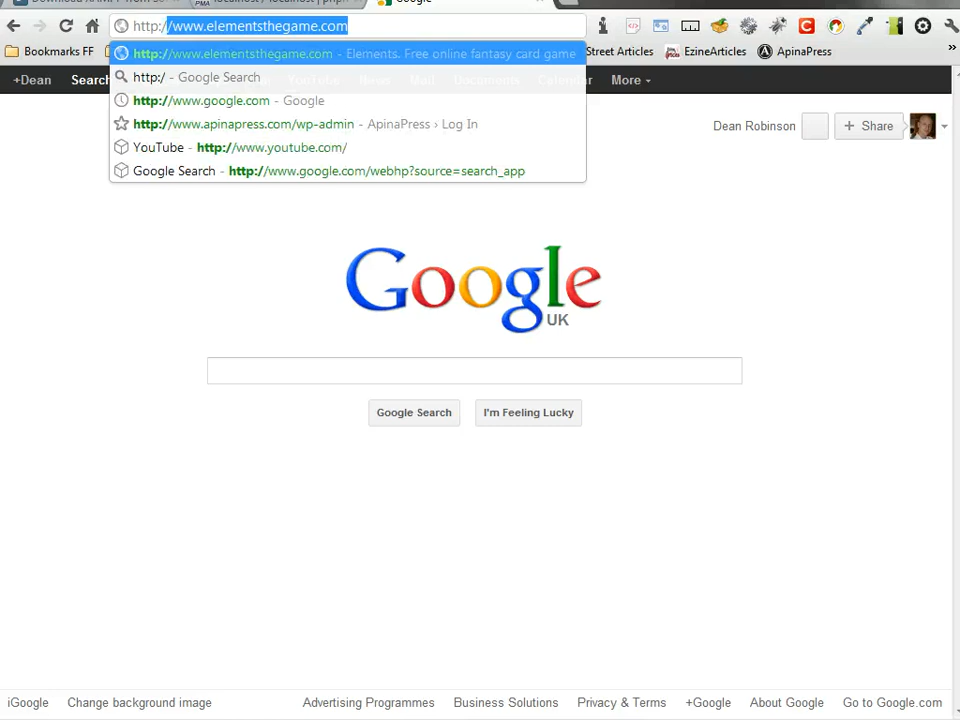 Google
http://www.elementsthegame.com
Bookmarks FF
Street Articles
EzineArticles
ApinaPress
»
http://www.elementsthegame.com - Elements. Free online fantasy card game
http:/ - Google Search
http://www.google.com - Google
http://www.apinapress.com/wp-admin - ApinaPress › Log In
YouTube - http://www.youtube.com/
Google Search - http://www.google.com/webhp?source=search_app
+Dean
Search
More
Dean Robinson
+ Share
Google
UK
Google Search
I'm Feeling Lucky
iGoogle
Change background image
Advertising Programmes
Business Solutions
Privacy & Terms
+Google
About Google
Go to Google.com